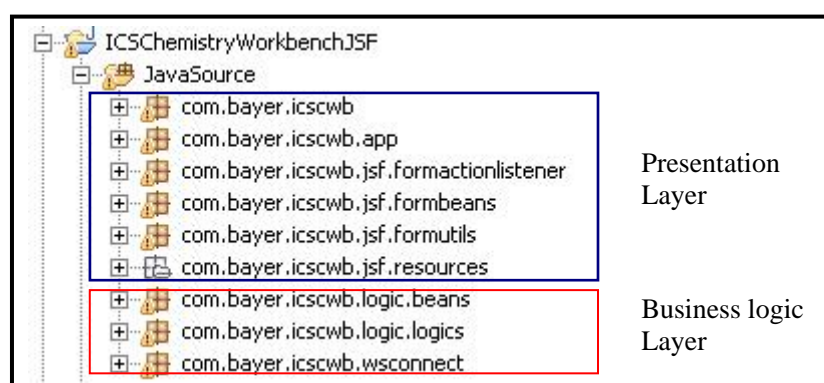 ICSChemistryWorkbenchJSF
JavaSource
com.bayer.icscwb
com.bayer.icscwb.app
com.bayer.icscwb.jsf.formactionlistener
com.bayer.icscwb.jsf.formbeans
com.bayer.icscwb.jsf.formutils
com.bayer.icscwb.jsf.resources
Presentation
Layer
com.bayer.icscwb.logic.beans
com.bayer.icscwb.logic.logics
com.bayer.icscwb.wsconnect
Business logic
Layer